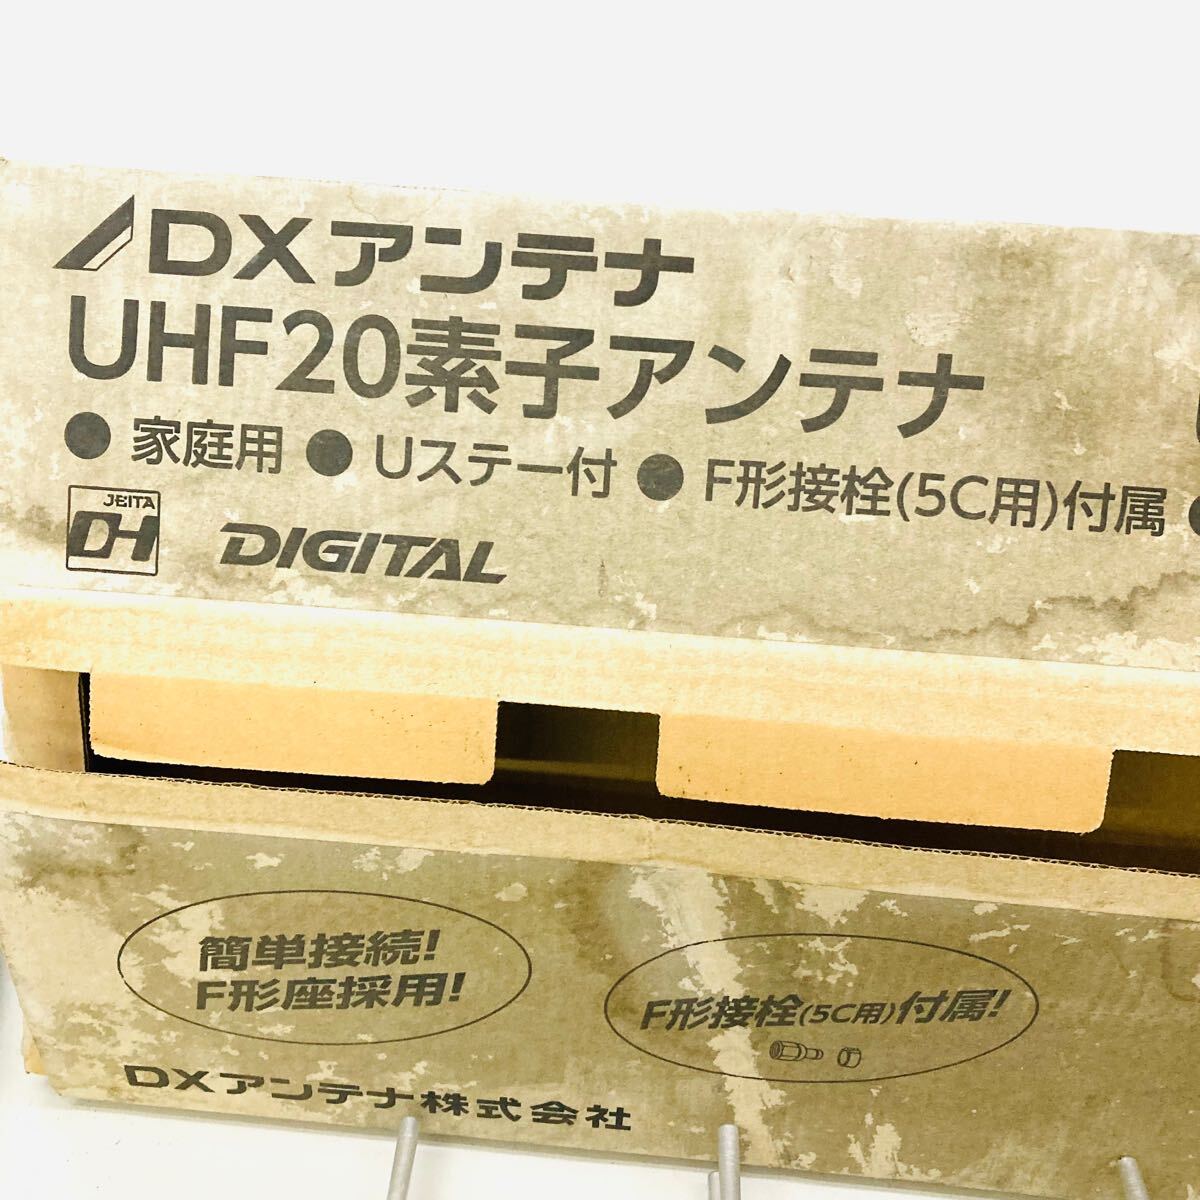 DXアンテナ
UHF20素子アンテナ
● 家庭用 ● Uステー付 ● F形接栓(5C用)付属
JEITA
DH
DIGITAL
簡単接続!
F形座採用!
F形接栓(5C用)付属!
DXアンテナ株式会社